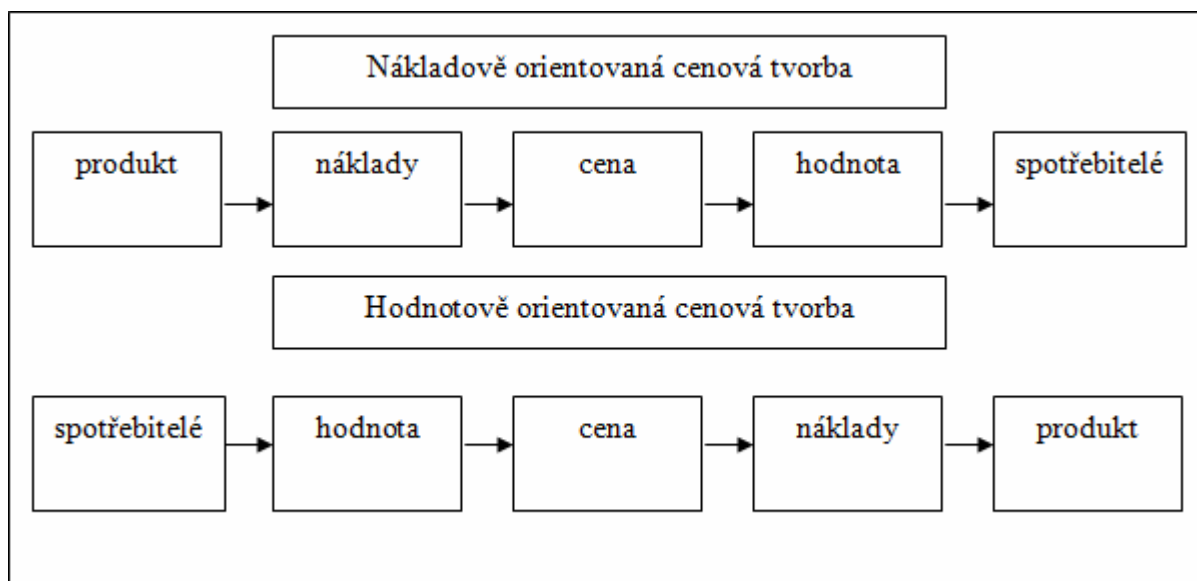 Nákladově orientovaná cenová tvorba
produkt náklady cena hodnota spotřebitelé
Hodnotově orientovaná cenová tvorba
spotřebitelé hodnota cena náklady produkt